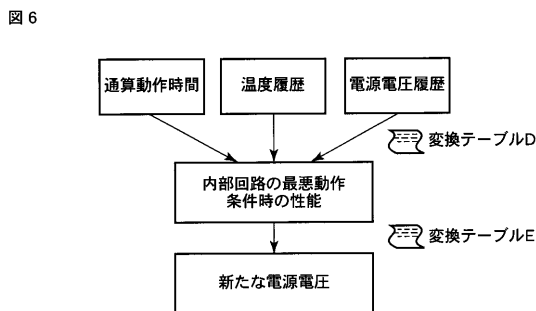 図６
通算動作時間
温度履歴
電源電圧履歴
変換テーブルD
内部回路の最悪動作
条件時の性能
変換テーブルE
新たな電源電圧